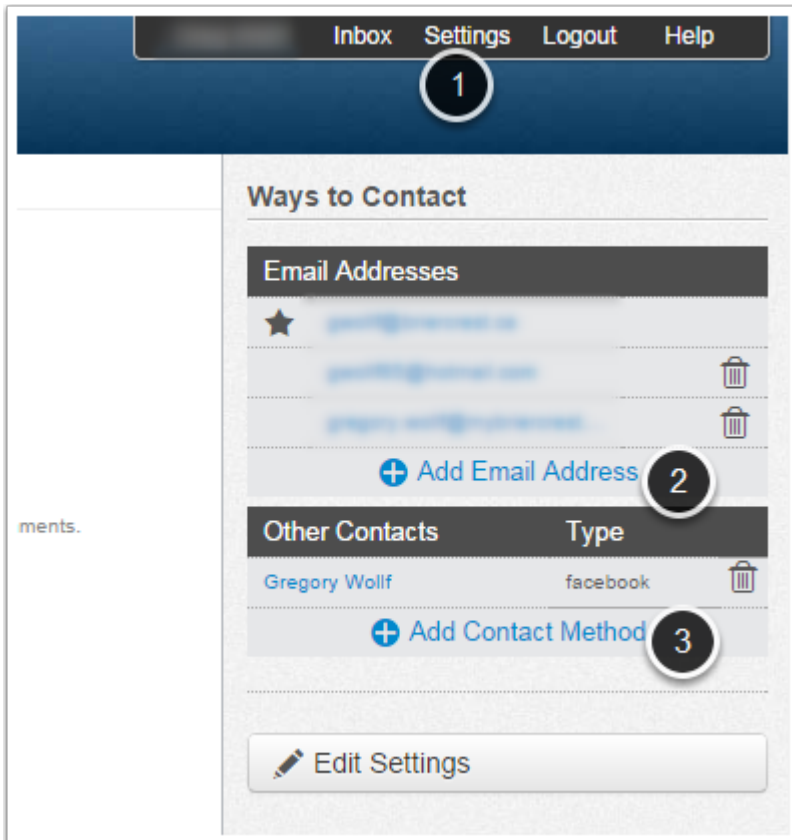 Inbox Settings Logout Help
1
Ways to Contact
Email Addresses
Add Email Address 2
ments.
Other Contacts Type
Gregory Wollf facebook
Add Contact Method 3
Edit Settings